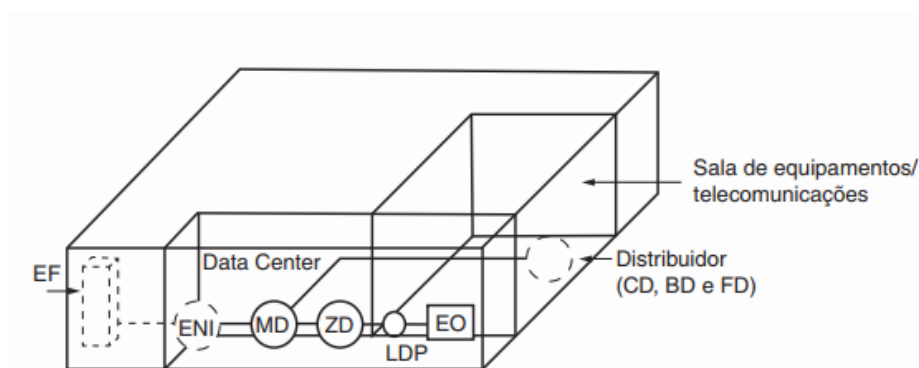 Sala de equipamentos/
telecomunicações
EF
Data Center
Distribuidor
(CD, BD e FD)
ENI
MD
ZD
EO
LDP